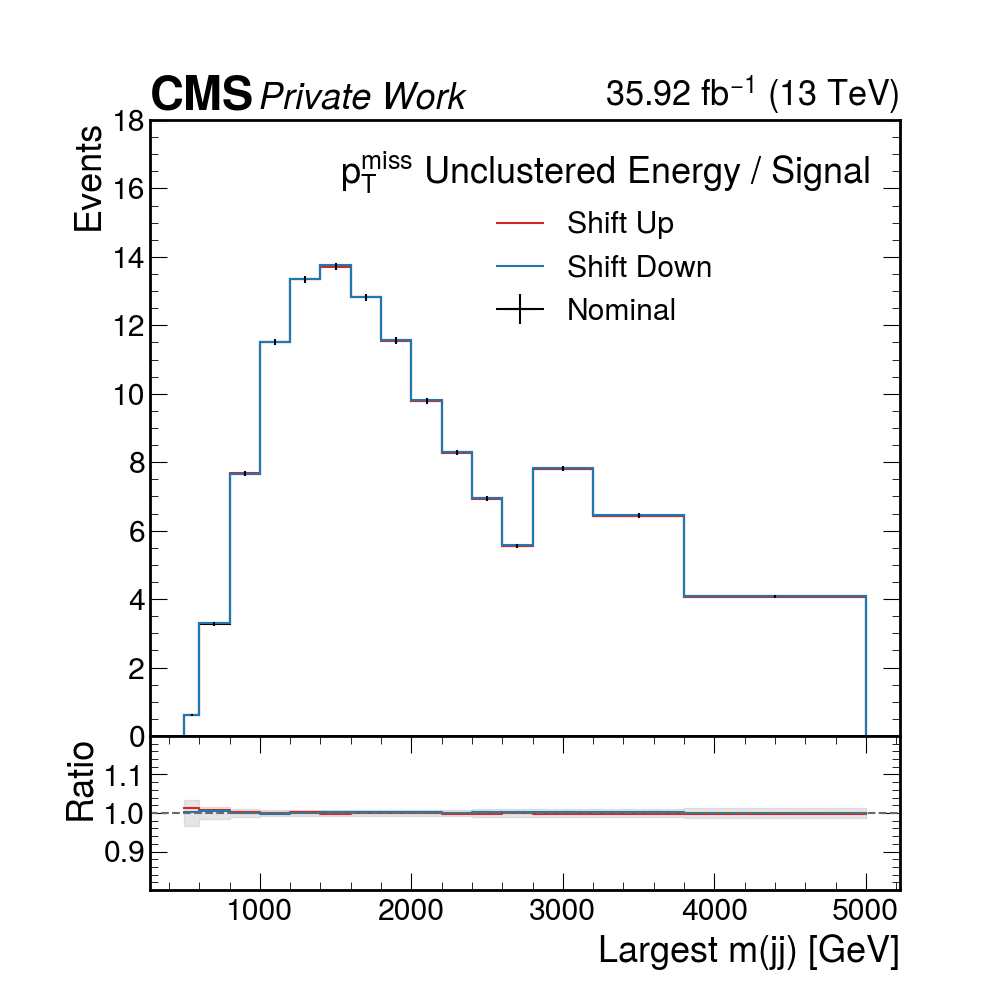 CMS Private Work 35.92 fb⁻¹ (13 TeV)
Events
18
16
14
12
10
8
6
4
2
0
p_T^miss Unclustered Energy / Signal
Shift Up
Shift Down
Nominal
Ratio
1.1
1.0
0.9
1000 2000 3000 4000 5000
Largest m(jj) [GeV]